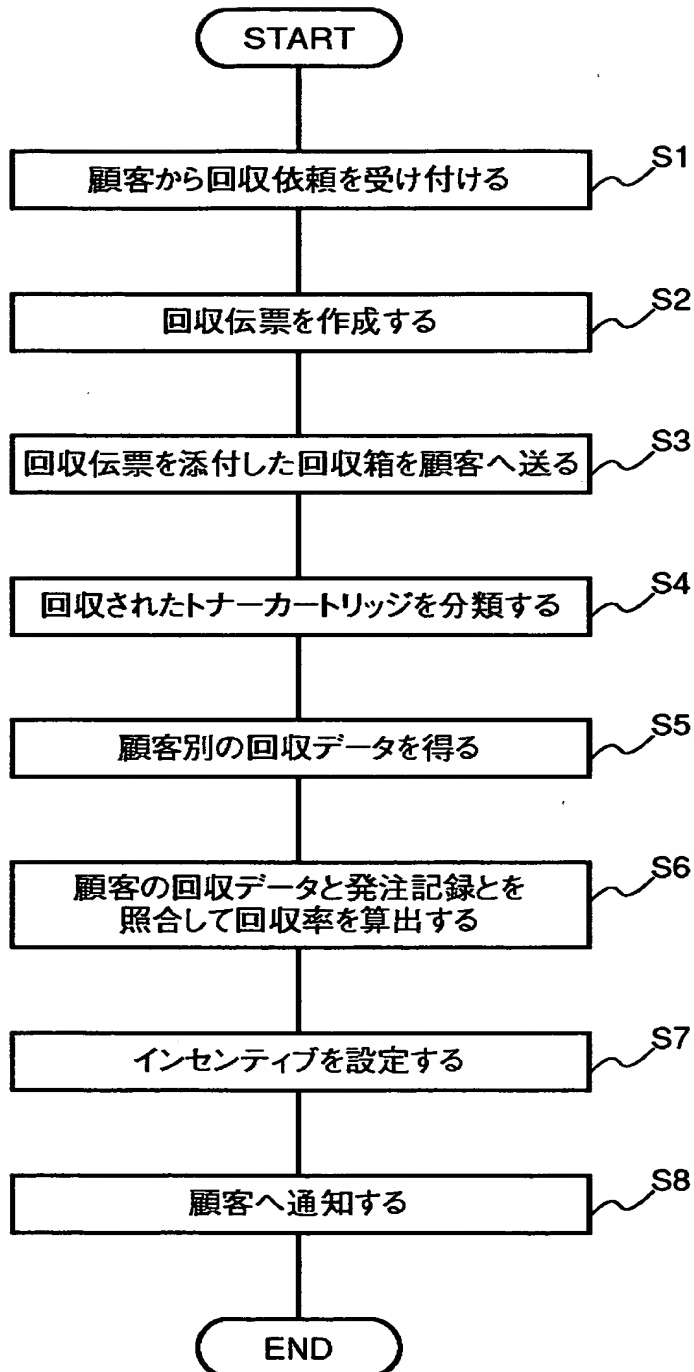 START
顧客から回収依頼を受け付ける
S1
回収伝票を作成する
S2
回収伝票を添付した回収箱を顧客へ送る
S3
回収されたトナーカートリッジを分類する
S4
顧客別の回収データを得る
S5
顧客の回収データと発注記録とを
照合して回収率を算出する
S6
インセンティブを設定する
S7
顧客へ通知する
S8
END